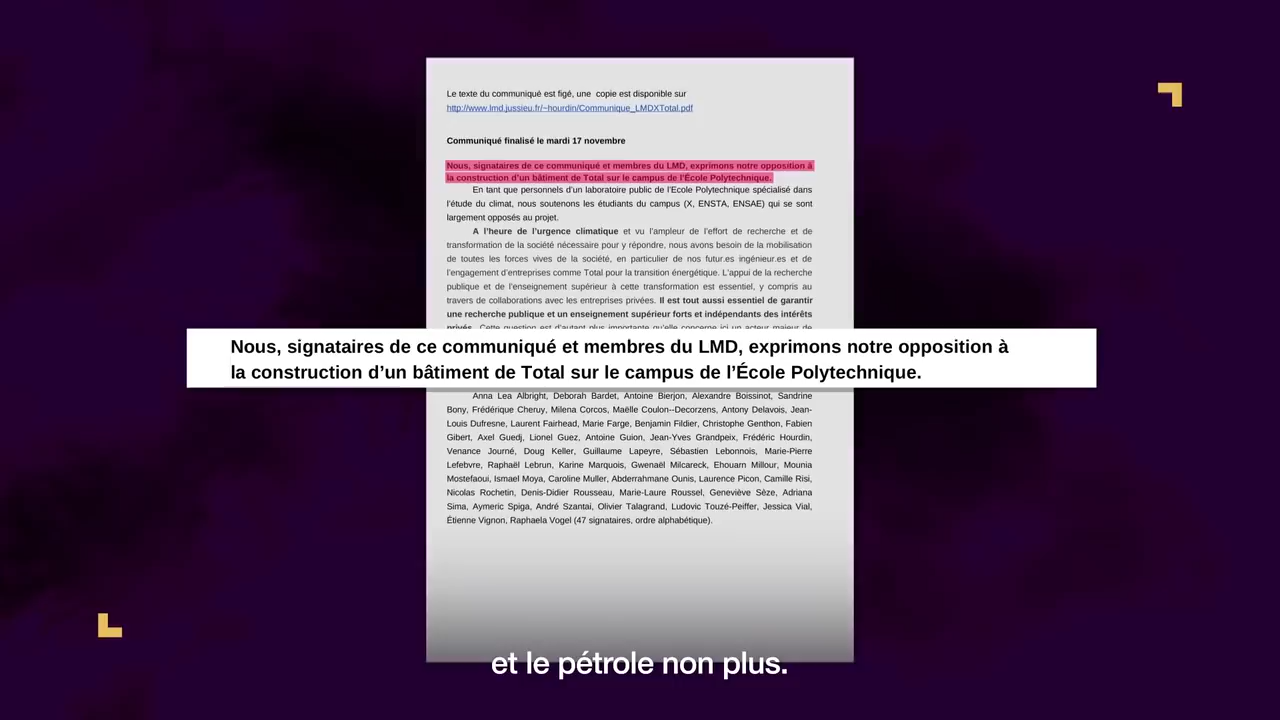 Le texte du communiqué est figé, une copie est disponible sur
http://www.lmd.jussieu.fr/~hourdin/Communique_LMDXTotal.pdf
Communiqué finalisé le mardi 17 novembre
Nous, signataires de ce communiqué et membres du LMD, exprimons notre opposition à
la construction d'un bâtiment de Total sur le campus de l'École Polytechnique.
En tant que personnels d'un laboratoire public de l'Ecole Polytechnique spécialisé dans
l'étude du climat, nous soutenons les étudiants du campus (X, ENSTA, ENSAE) qui se sont
largement opposés au projet.
A l'heure de l'urgence climatique et vu l'ampleur de l'effort de recherche et de
transformation de la société nécessaire pour y répondre, nous avons besoin de la mobilisation
de toutes les forces vives de la société, en particulier de nos futur.es ingénieur.es et de
l'engagement d'entreprises comme Total pour la transition énergétique. L'appui de la recherche
publique et de l'enseignement supérieur à cette transformation est essentiel, y compris au
travers de collaborations avec les entreprises privées. Il est tout aussi essentiel de garantir
une recherche publique et un enseignement supérieur forts et indépendants des intérêts
privés. Cette question est d'autant plus importante qu'elle concerne ici un acteur majeur de
Nous, signataires de ce communiqué et membres du LMD, exprimons notre opposition à
la construction d'un bâtiment de Total sur le campus de l'École Polytechnique.
Anna Lea Albright, Deborah Bardet, Antoine Bierjon, Alexandre Boissinot, Sandrine
Bony, Frédérique Cheruy, Milena Corcos, Maëlle Coulon--Decorzens, Antony Delavois, Jean-
Louis Dufresne, Laurent Fairhead, Marie Farge, Benjamin Fildier, Christophe Genthon, Fabien
Gibert, Axel Guedj, Lionel Guez, Antoine Guion, Jean-Yves Grandpeix, Frédéric Hourdin,
Venance Journé, Doug Keller, Guillaume Lapeyre, Sébastien Lebonnois, Marie-Pierre
Lefebvre, Raphaël Lebrun, Karine Marquois, Gwenaël Milcareck, Ehouarn Millour, Mounia
Mostefaoui, Ismael Moya, Caroline Muller, Abderrahmane Ounis, Laurence Picon, Camille Risi,
Nicolas Rochetin, Denis-Didier Rousseau, Marie-Laure Roussel, Geneviève Sèze, Adriana
Sima, Aymeric Spiga, André Szantai, Olivier Talagrand, Ludovic Touzé-Peiffer, Jessica Vial,
Étienne Vignon, Raphaela Vogel (47 signataires, ordre alphabétique).
et le pétrole non plus.